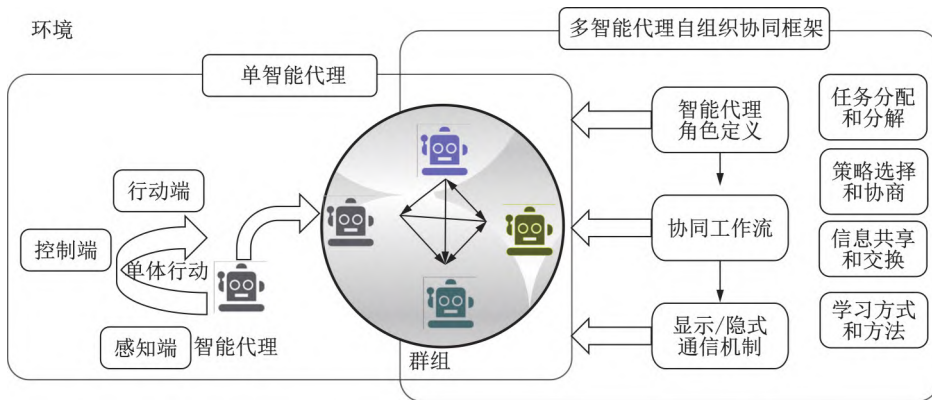 环境
多智能代理自组织协同框架
单智能代理
智能代理
角色定义
任务分配
和分解
行动端
策略选择
和协商
控制端
单体行动
协同工作流
信息共享
和交换
感知端
智能代理
群组
显示/隐式
通信机制
学习方式
和方法